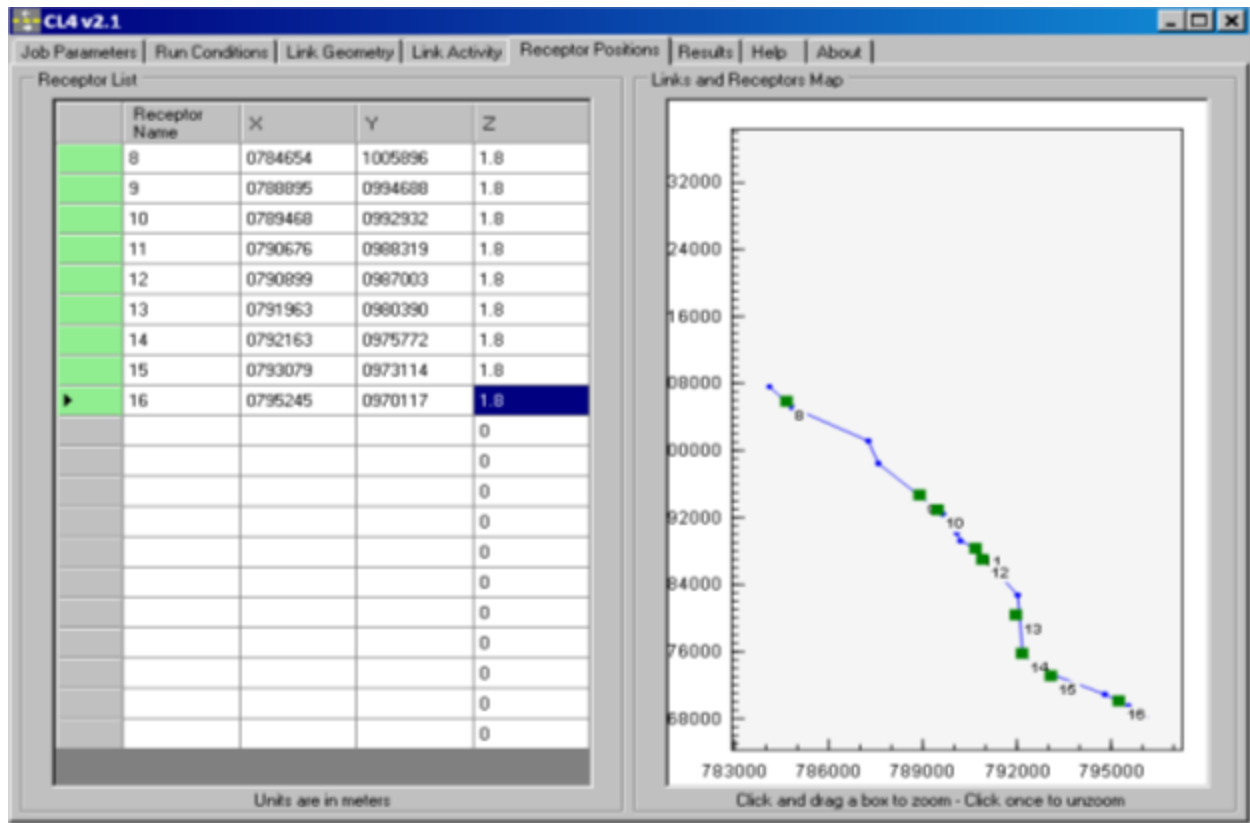 CL4 v2.1
Job Parameters Run Conditions Link Geometry Link Activity Receptor Positions Results Help About
Receptor List
Receptor Name X Y Z
8 0784654 1005896 1.8
9 0788895 0994688 1.8
10 0789468 0992932 1.8
11 0790676 0988319 1.8
12 0790899 0987003 1.8
13 0791963 0980390 1.8
14 0792163 0975772 1.8
15 0793079 0973114 1.8
16 0795245 0970117 1.8
0
0
0
0
0
0
0
0
0
0
0
Units are in meters
Links and Receptors Map
32000
24000
16000
08000
00000
92000
84000
76000
68000
8
10
1
12
13
14
15
16
783000 786000 789000 792000 795000
Click and drag a box to zoom - Click once to unzoom